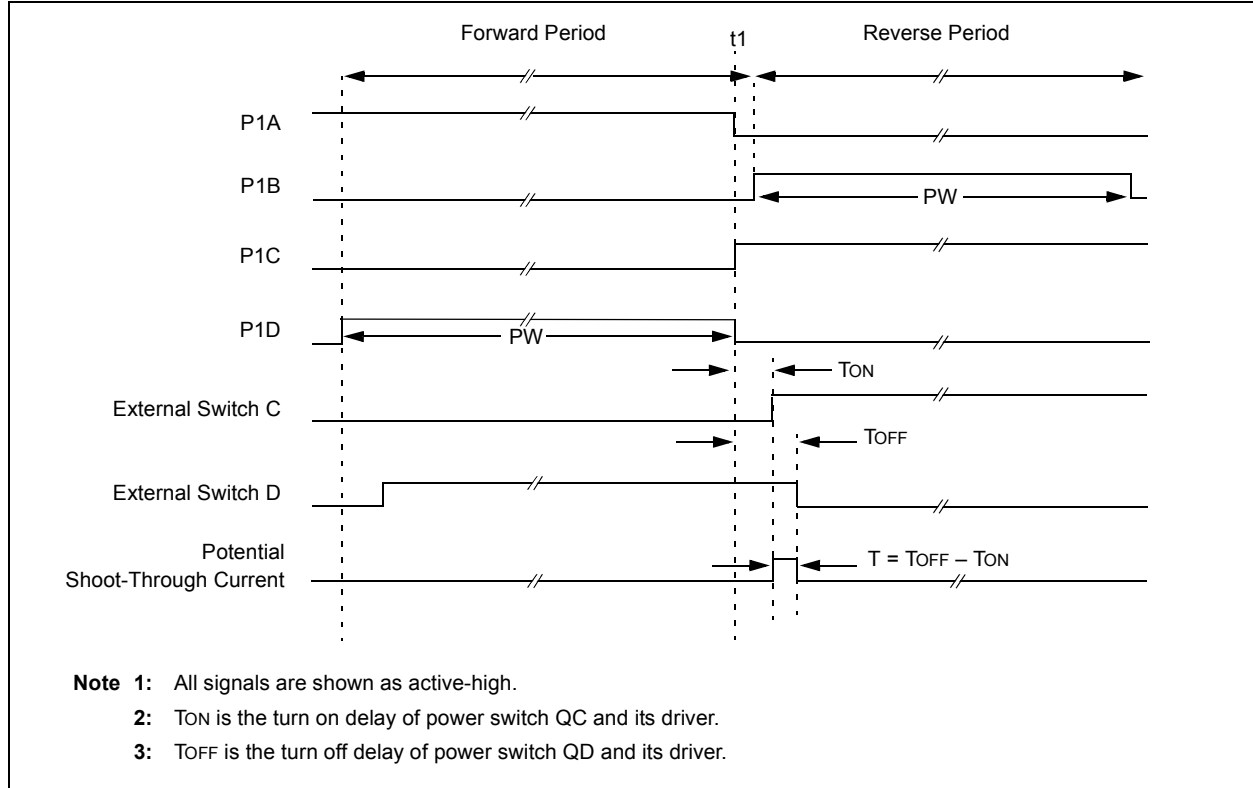 Forward Period
t1
Reverse Period
P1A
P1B
PW
P1C
P1D
PW
TON
External Switch C
TOFF
External Switch D
Potential
Shoot-Through Current
T = TOFF – TON
Note 1: All signals are shown as active-high.
2: TON is the turn on delay of power switch QC and its driver.
3: TOFF is the turn off delay of power switch QD and its driver.